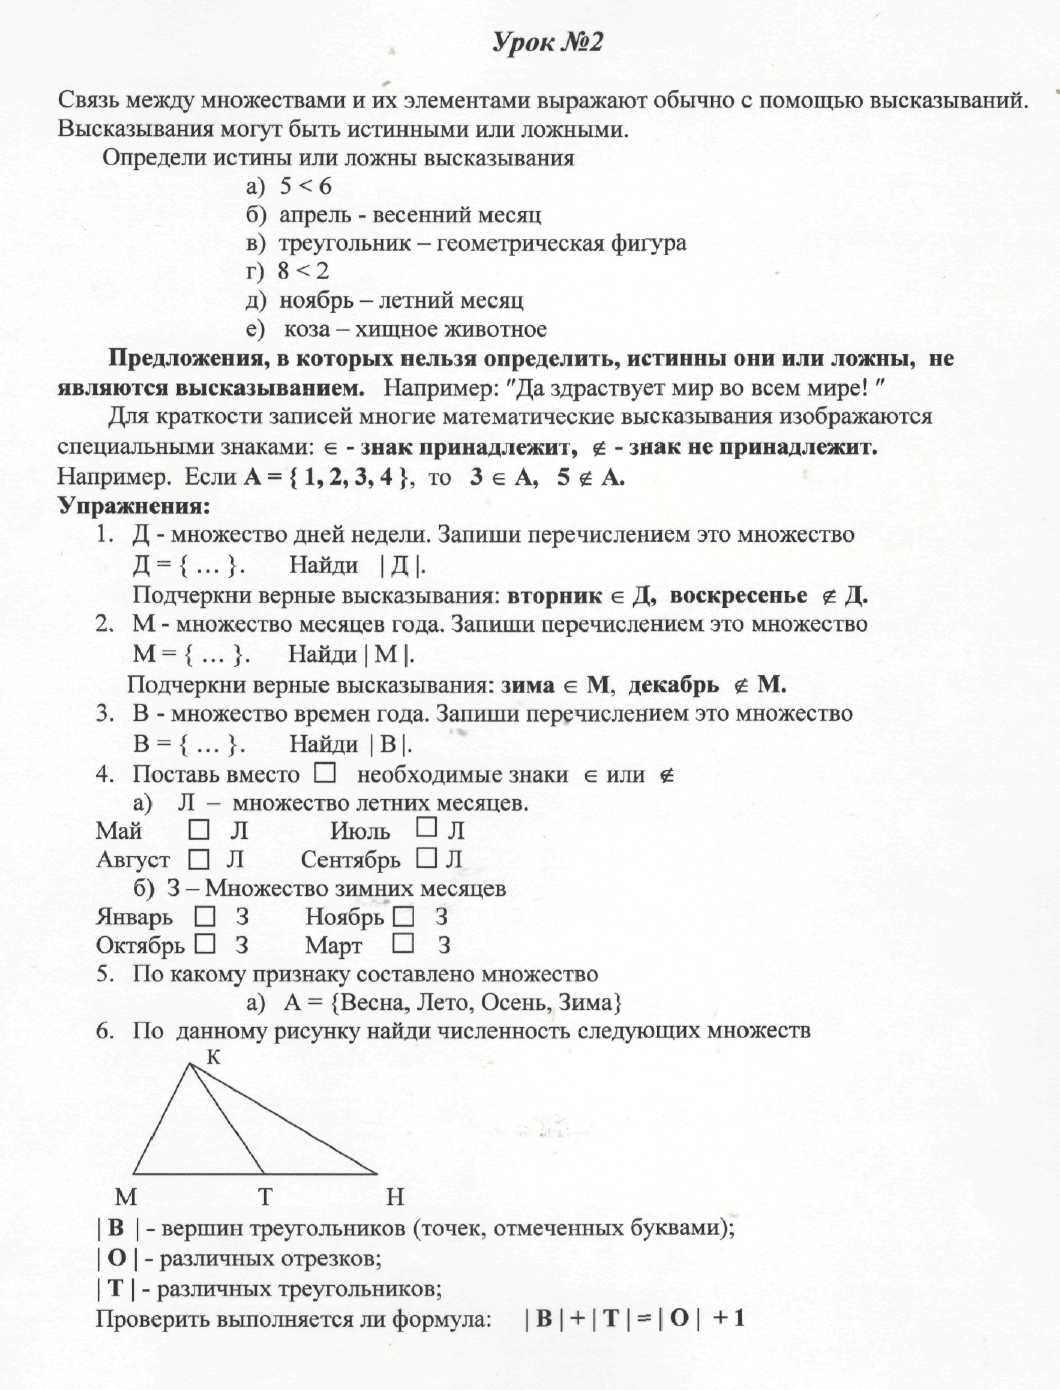 Урок №2
Связь между множествами и их элементами выражают обычно с помощью высказываний.
Высказывания могут быть истинными или ложными.
Определи истины или ложны высказывания
а) 5 < 6
б) апрель - весенний месяц
в) треугольник – геометрическая фигура
г) 8 < 2
д) ноябрь – летний месяц
е) коза – хищное животное
Предложения, в которых нельзя определить, истинны они или ложны, не
являются высказыванием. Например: "Да здраствует мир во всем мире! "
Для краткости записей многие математические высказывания изображаются
специальными знаками: ∈ - знак принадлежит, ∉ - знак не принадлежит.
Например. Если А = { 1, 2, 3, 4 }, то 3 ∈ А, 5 ∉ А.
Упражнения:
1. Д - множество дней недели. Запиши перечислением это множество
Д = { … }. Найди | Д |.
Подчеркни верные высказывания: вторник ∈ Д, воскресенье ∉ Д.
2. М - множество месяцев года. Запиши перечислением это множество
М = { … }. Найди | М |.
Подчеркни верные высказывания: зима ∈ М, декабрь ∉ М.
3. В - множество времен года. Запиши перечислением это множество
В = { … }. Найди | В |.
4. Поставь вместо □ необходимые знаки ∈ или ∉
а) Л – множество летних месяцев.
Май □ Л Июль □ Л
Август □ Л Сентябрь □ Л
б) З – Множество зимних месяцев
Январь □ З Ноябрь □ З
Октябрь □ З Март □ З
5. По какому признаку составлено множество
а) А = {Весна, Лето, Осень, Зима}
6. По данному рисунку найди численность следующих множеств
К
М Т Н
| В | - вершин треугольников (точек, отмеченных буквами);
| О | - различных отрезков;
| Т | - различных треугольников;
Проверить выполняется ли формула: | В | + | Т | = | О | + 1